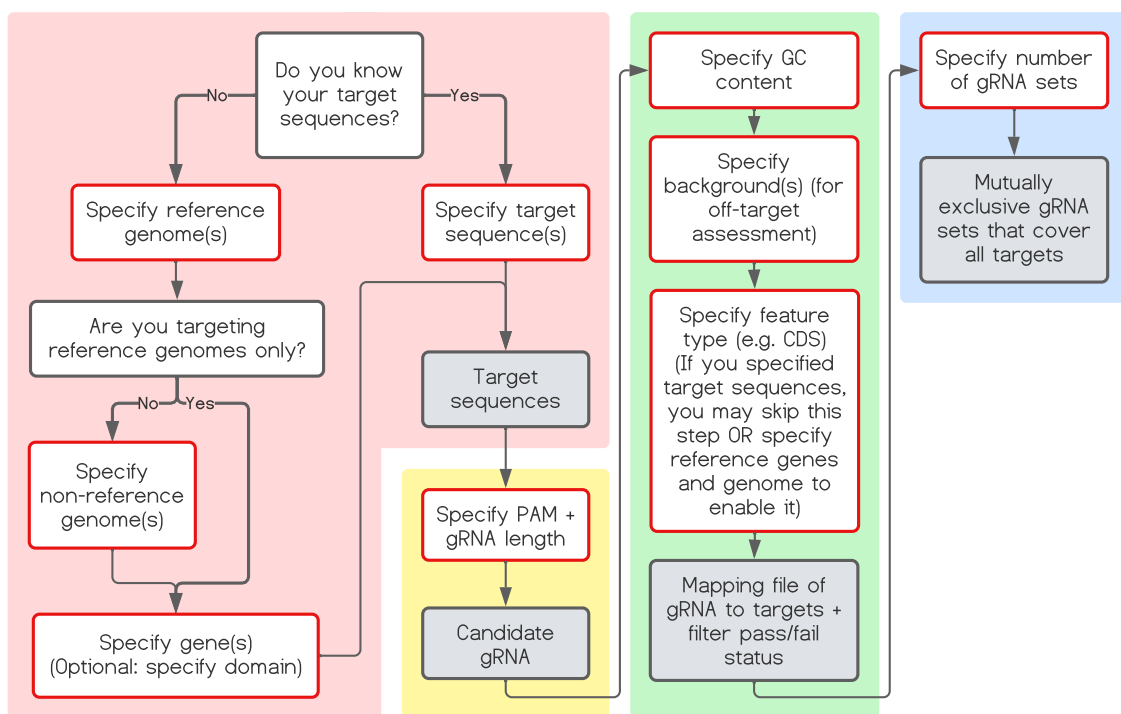 Do you know
your target
sequences?
No
Yes
Specify reference
genome(s)
Specify target
sequence(s)
Are you targeting
reference genomes only?
No
Yes
Specify
non-reference
genome(s)
Specify gene(s)
(Optional: specify domain)
Target
sequences
Specify PAM +
gRNA length
Candidate
gRNA
Specify GC
content
Specify
background(s) (for
off-target
assessment)
Specify feature
type (e.g. CDS)
(If you specified
target sequences,
you may skip this
step OR specify
reference genes
and genome to
enable it)
Mapping file of
gRNA to targets +
filter pass/fail
status
Specify number
of gRNA sets
Mutually
exclusive gRNA
sets that cover
all targets